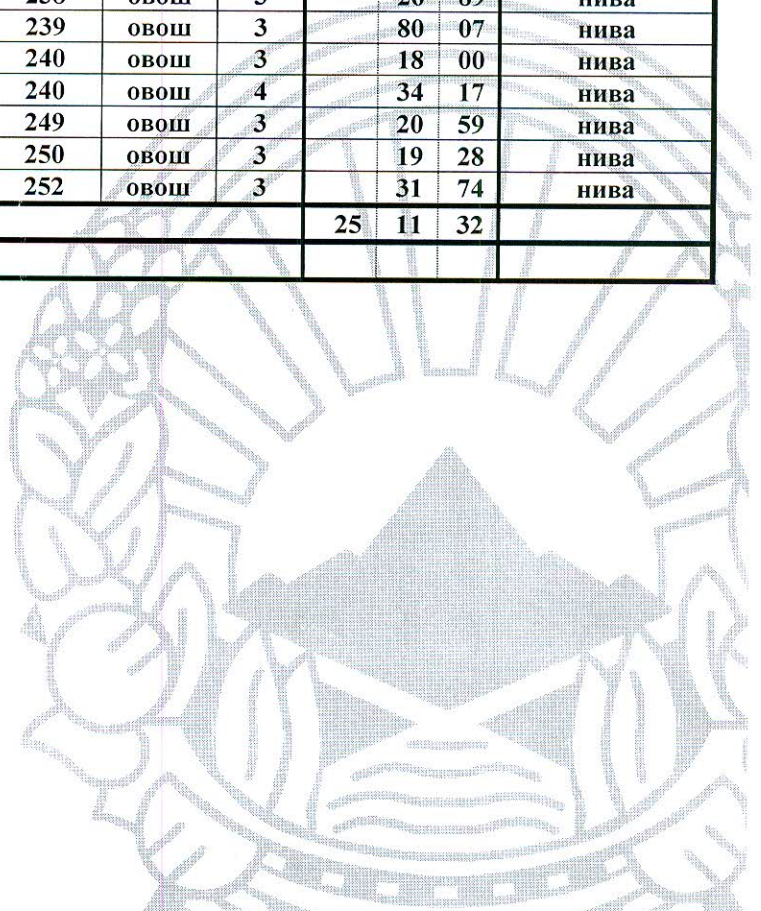 239 овош 3 80 07 нива
240 овош 3 18 00 нива
240 овош 4 34 17 нива
249 овош 3 20 59 нива
250 овош 3 19 28 нива
252 овош 3 31 74 нива
25 11 32